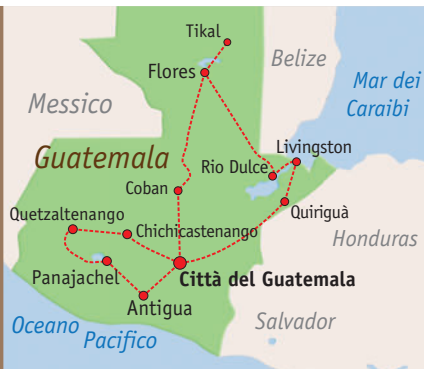 Tikal
Belize
Flores
Mar dei
Caraibi
Messico
Guatemala
Livingston
Rio Dulce
Coban
Quiriguà
Quetzaltenango
Chichicastenango
Honduras
Panajachel
Città del Guatemala
Antigua
Oceano
Pacifico
Salvador